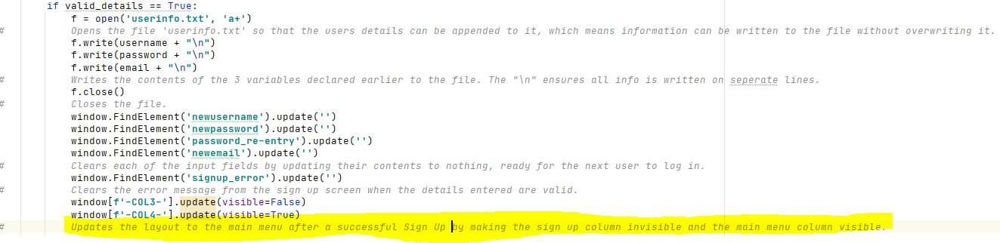 if valid_details == True:
f = open('userinfo.txt', 'a+')
# Opens the file 'userinfo.txt' so that the users details can be appended to it, which means information can be written to the file without overwriting it.
f.write(username + "\n")
f.write(password + "\n")
f.write(email + "\n")
# Writes the contents of the 3 variables declared earlier to the file. The "\n" ensures all info is written on seperate lines.
f.close()
# Closes the file.
window.FindElement('newusername').update('')
window.FindElement('newpassword').update('')
window.FindElement('password_re-entry').update('')
window.FindElement('newemail').update('')
# Clears each of the input fields by updating their contents to nothing, ready for the next user to log in.
window.FindElement('signup_error').update('')
# Clears the error message from the sign up screen when the details entered are valid.
window[f'-COL3-'].update(visible=False)
window[f'-COL4-'].update(visible=True)
# Updates the layout to the main menu after a successful Sign Up by making the sign up column invisible and the main menu column visible.